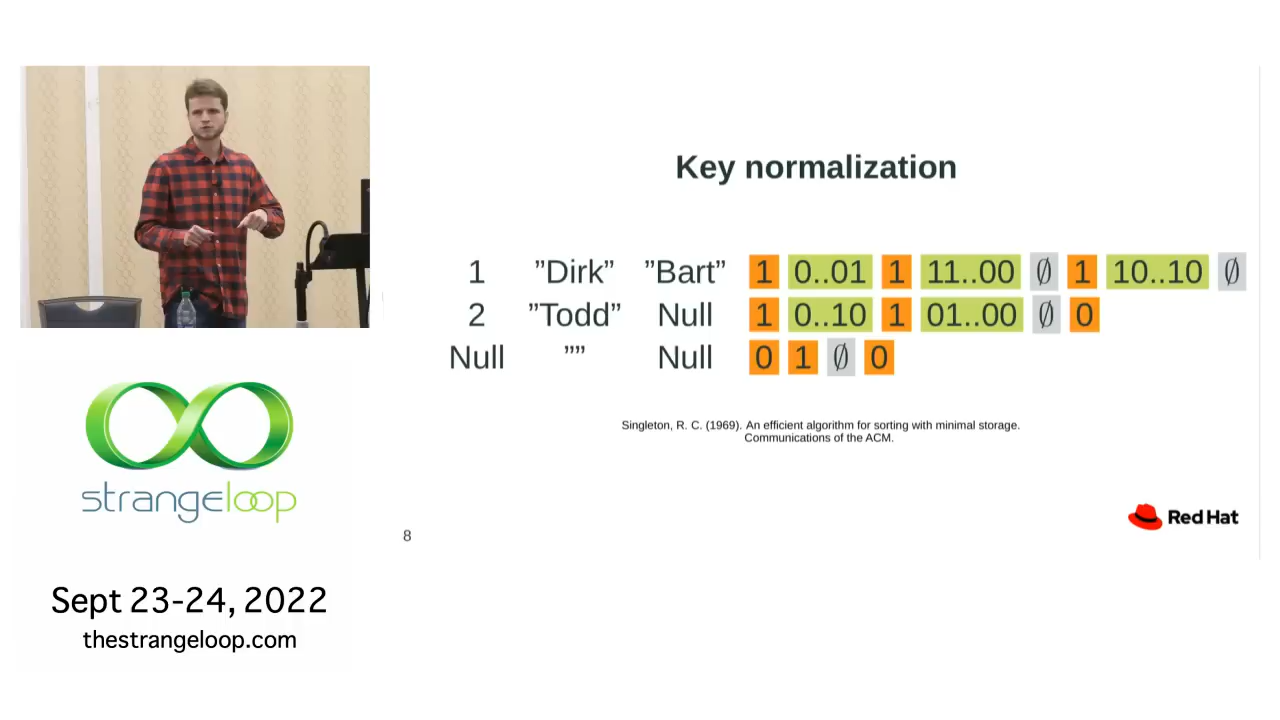 Key normalization
1 ”Dirk” ”Bart” 1 0..01 1 11..00 ∅ 1 10..10 ∅
2 ”Todd” Null 1 0..10 1 01..00 ∅ 0
Null ”” Null 0 1 ∅ 0
Singleton, R. C. (1969). An efficient algorithm for sorting with minimal storage.
Communications of the ACM.
Red Hat
8
strangeloop
Sept 23-24, 2022
thestrangeloop.com